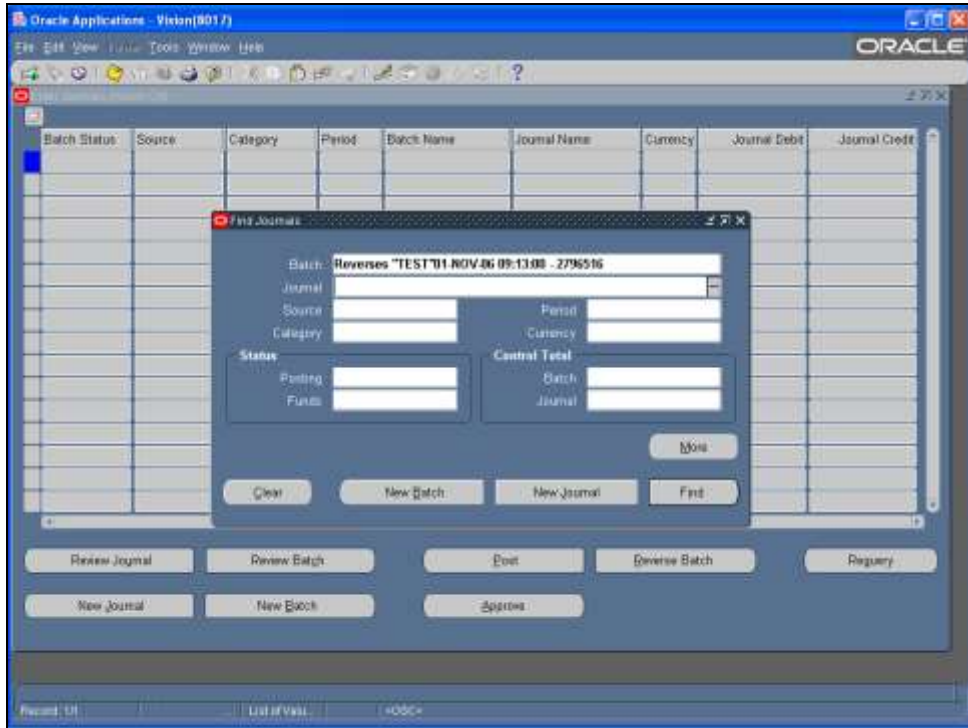 Oracle Applications - Vision(8017)
File Edit View Tools Window Help
ORACLE
Batch Status Source Category Period Batch Name Journal Name Currency Journal Debit Journal Credit
Find Journals
Batch Reverses "TEST"01-NOV-06 09:13:08 - 2796516
Journal
Source Period
Category Currency
Status Control Total
Posting Batch
Funds Journal
More
Clear New Batch New Journal Find
Review Journal Review Batch Post Reverse Batch Requery
New Journal New Batch Approve
Record: 1/1 ... List of Valu... <OSC>